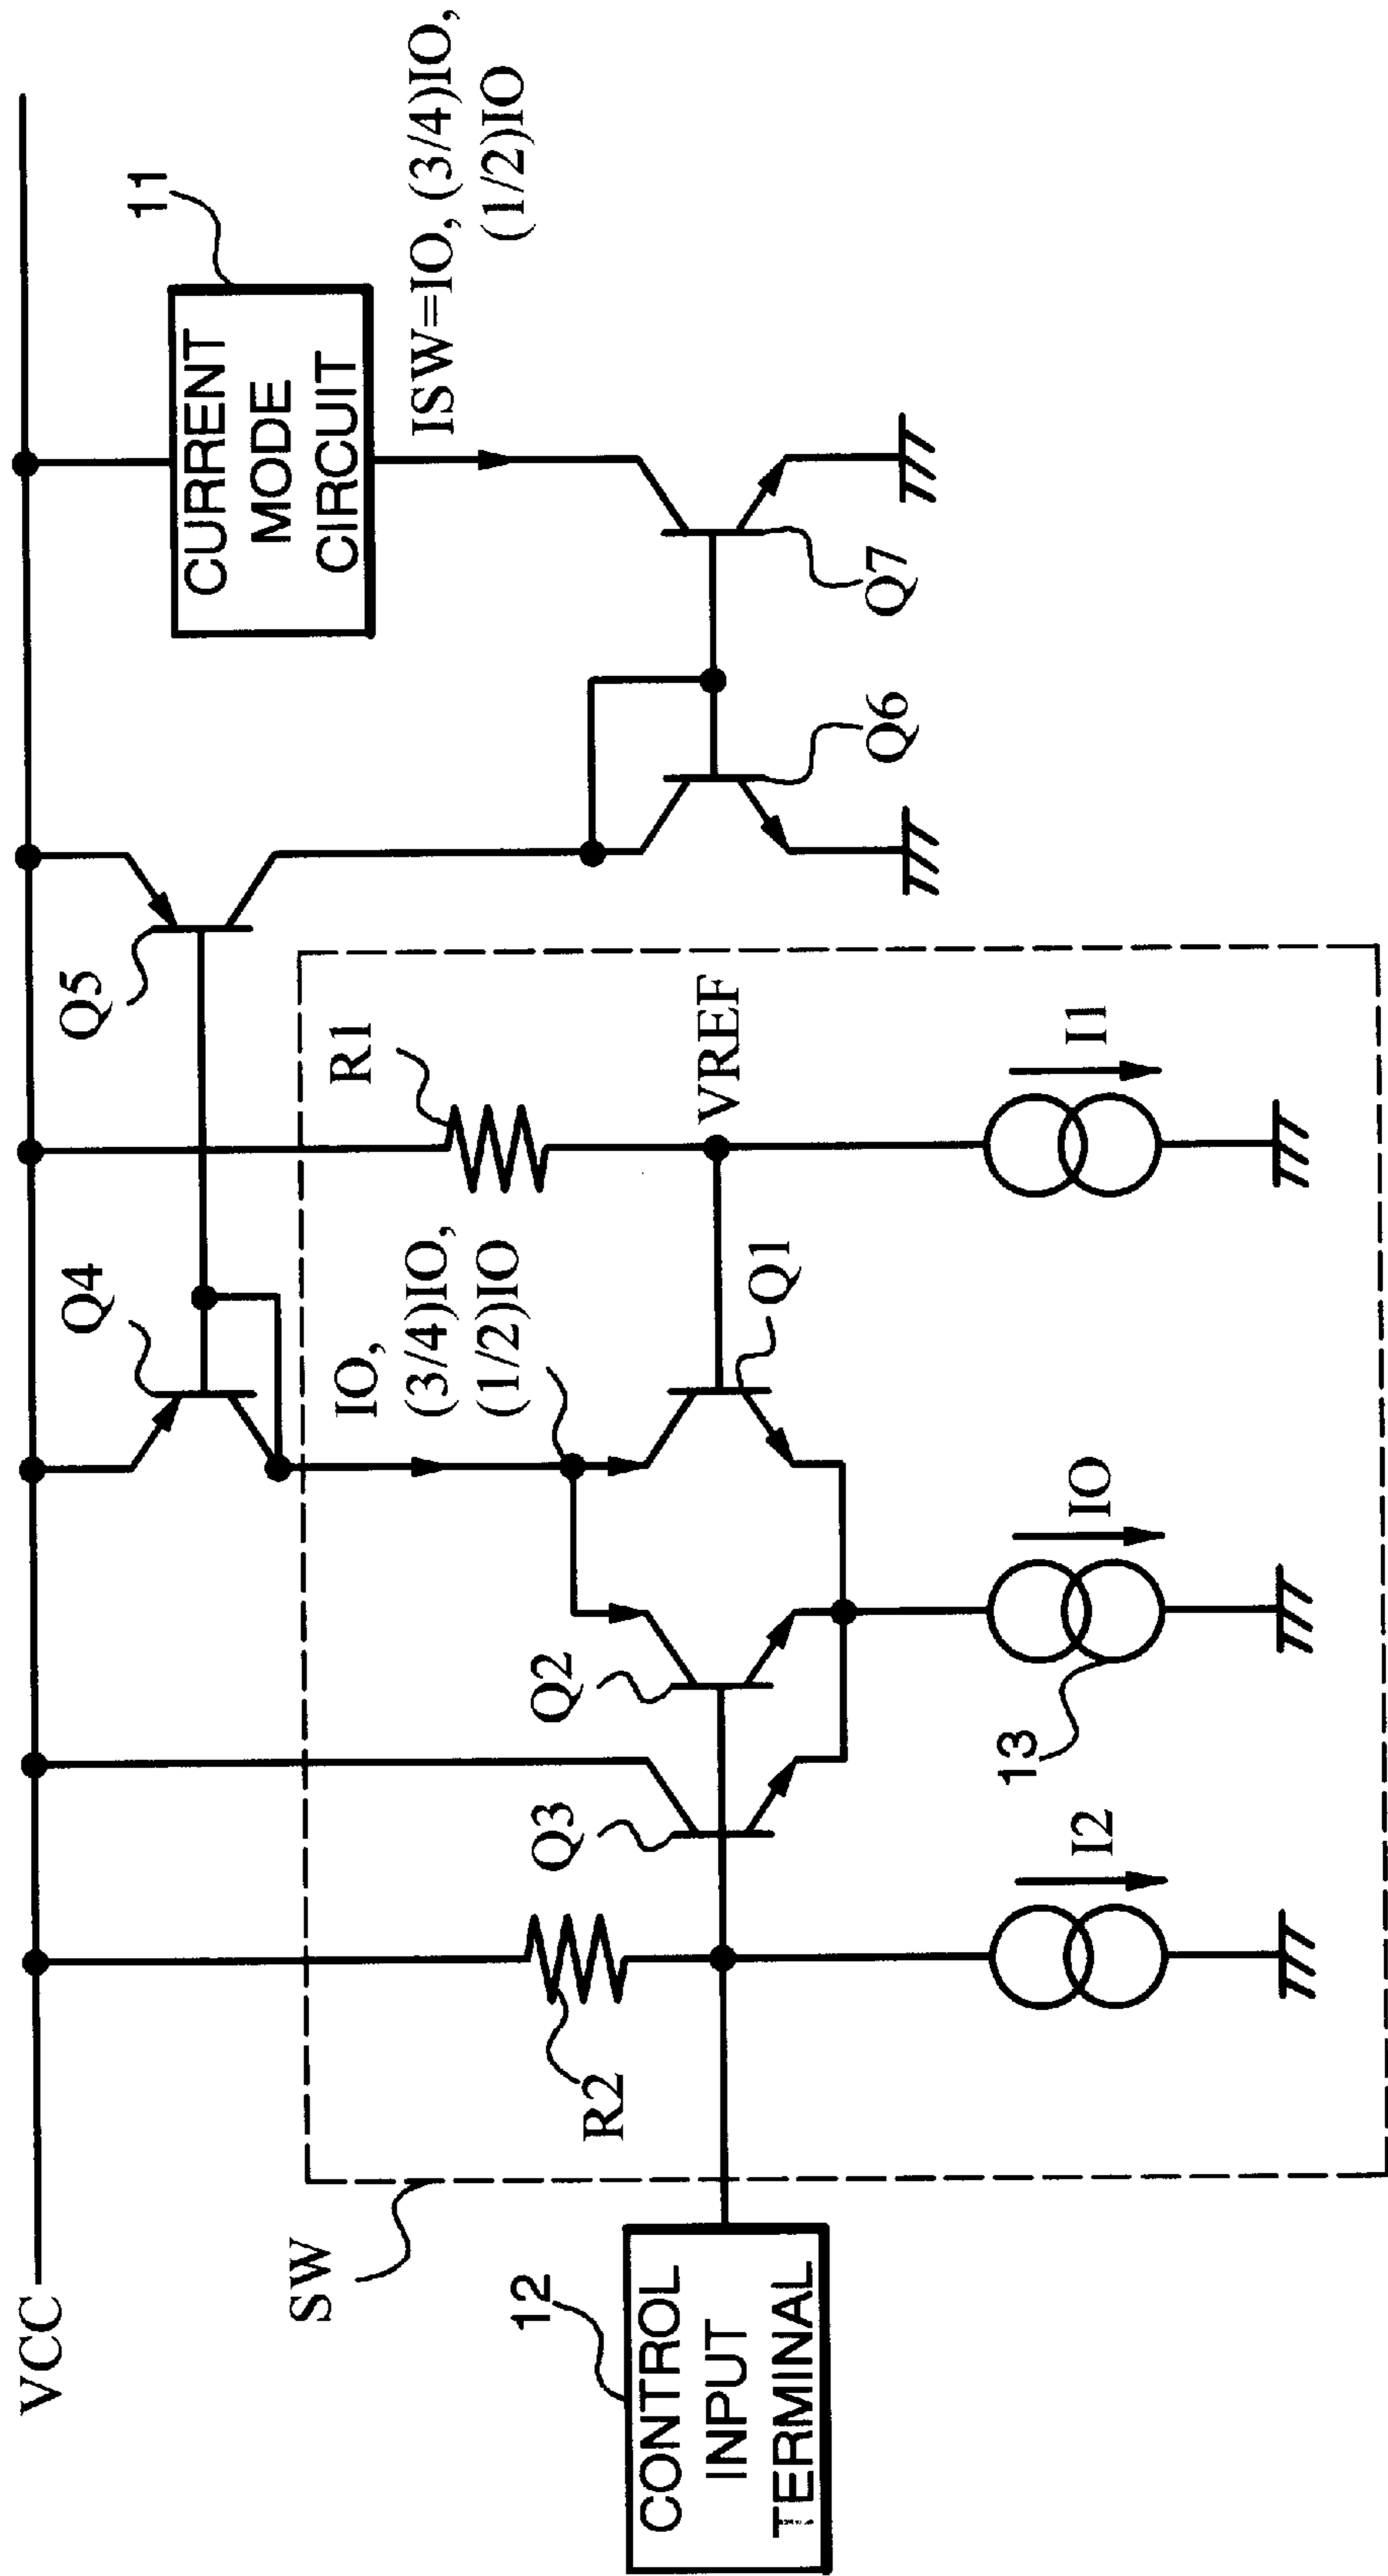 VCC
SW
12
CONTROL
INPUT
TERMINAL
R2
Q3
Q2
Q4
IO,
(3/4)IO,
(1/2)IO
Q1
R1
VREF
I2
13
IO
I1
Q5
Q6
Q7
11
CURRENT
MODE
CIRCUIT
ISW=IO, (3/4)IO,
(1/2)IO